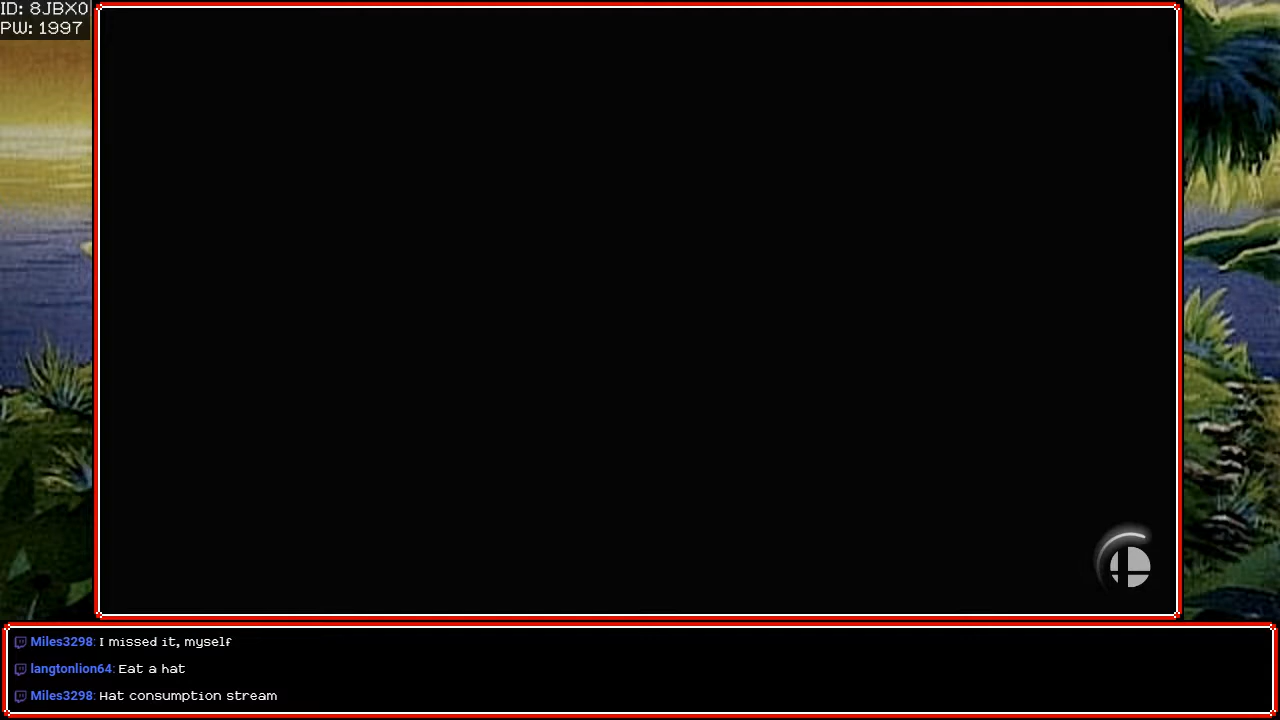 ID: 8JBX0
PW: 1997
Miles3298: I missed it, myself
langtonlion64: Eat a hat
Miles3298: Hat consumption stream